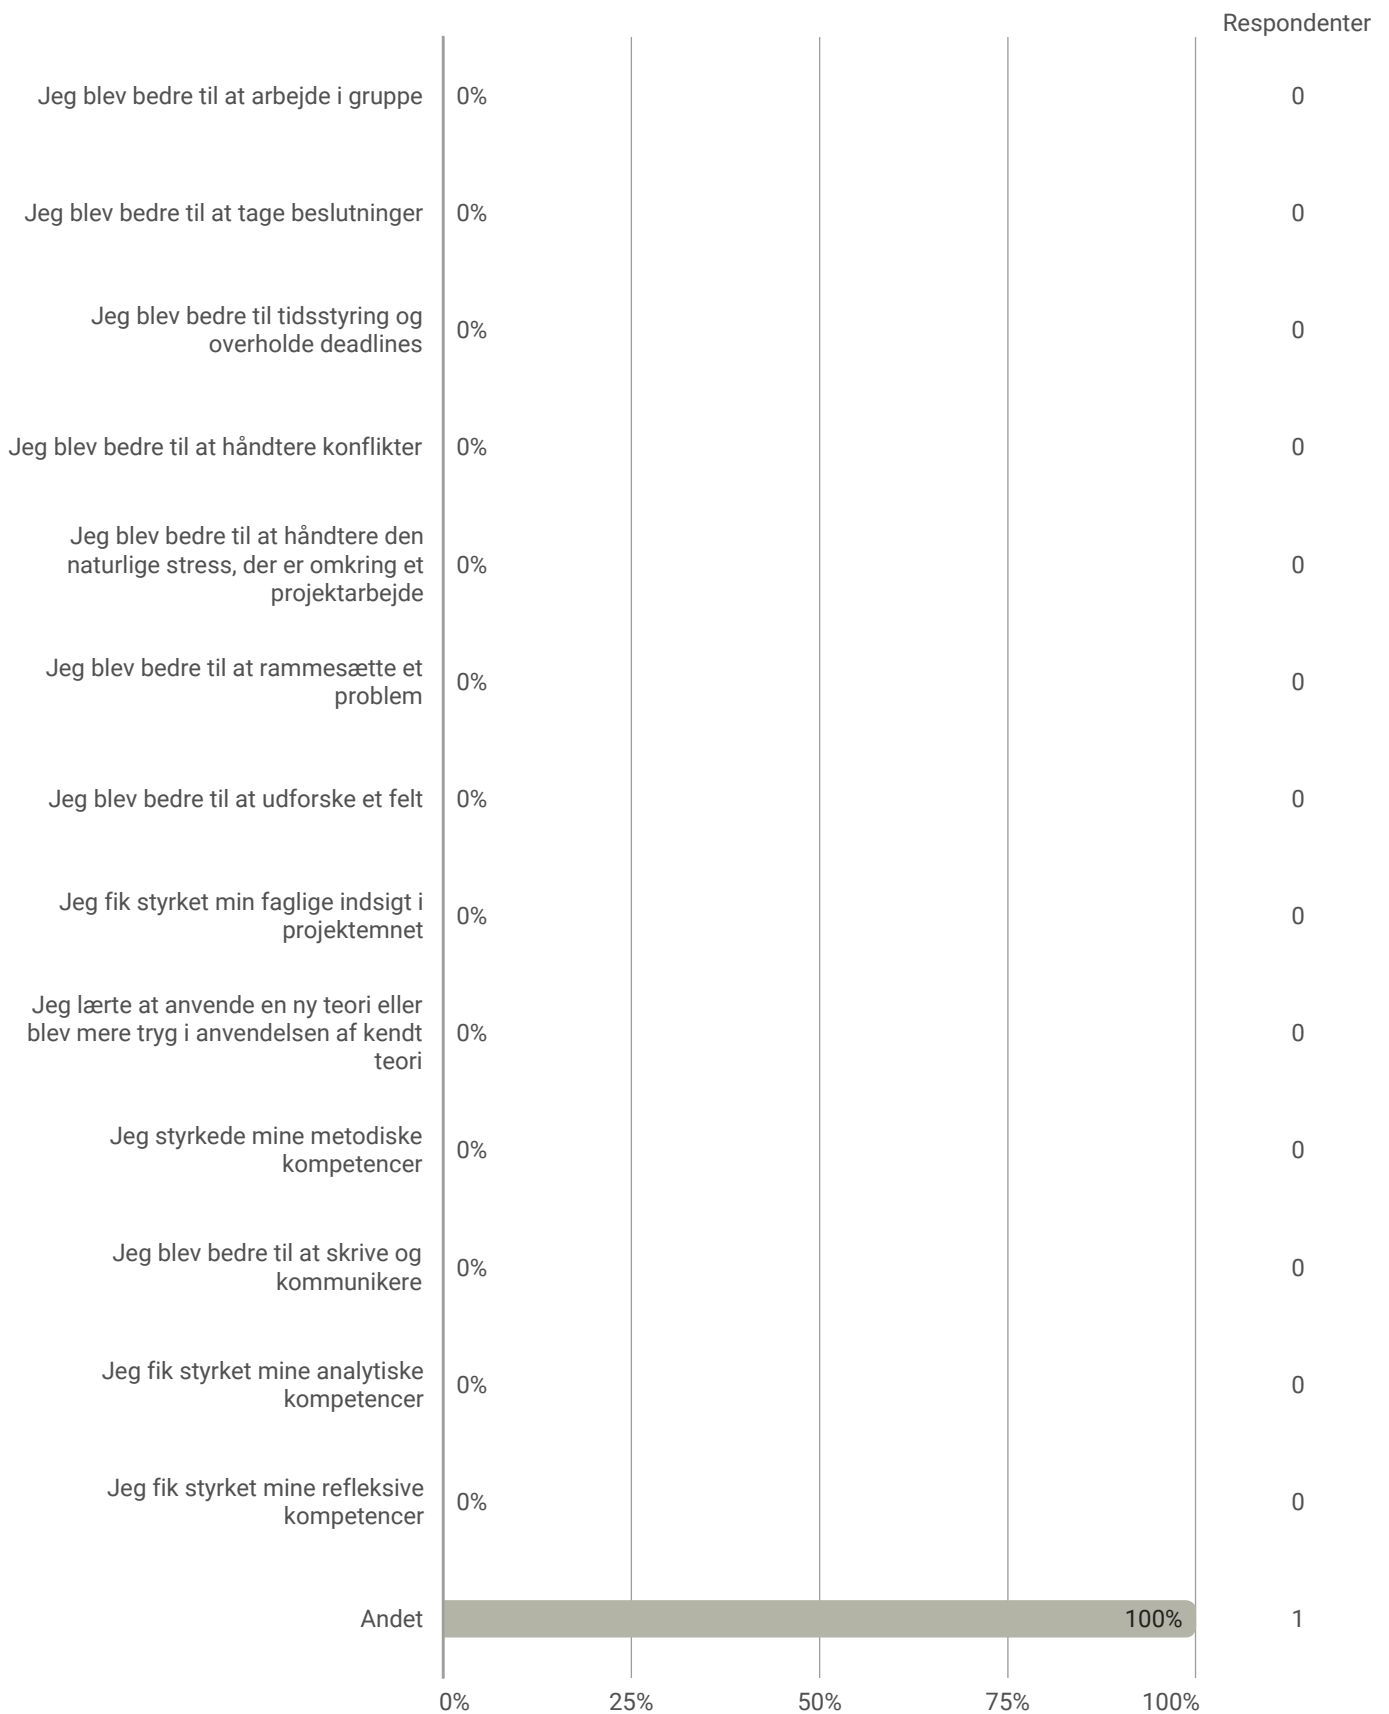 Respondenter
Jeg blev bedre til at arbejde i gruppe 0% 0
Jeg blev bedre til at tage beslutninger 0% 0
Jeg blev bedre til tidsstyring og
overholde deadlines 0% 0
Jeg blev bedre til at håndtere konflikter 0% 0
Jeg blev bedre til at håndtere den
naturlige stress, der er omkring et 0% 0
projektarbejde
Jeg blev bedre til at rammesætte et
problem 0% 0
Jeg blev bedre til at udforske et felt 0% 0
Jeg fik styrket min faglige indsigt i
projektemnet 0% 0
Jeg lærte at anvende en ny teori eller
blev mere tryg i anvendelsen af kendt 0% 0
teori
Jeg styrkede mine metodiske
kompetencer 0% 0
Jeg blev bedre til at skrive og
kommunikere 0% 0
Jeg fik styrket mine analytiske
kompetencer 0% 0
Jeg fik styrket mine refleksive
kompetencer 0% 0
Andet 100% 1
0% 25% 50% 75% 100%